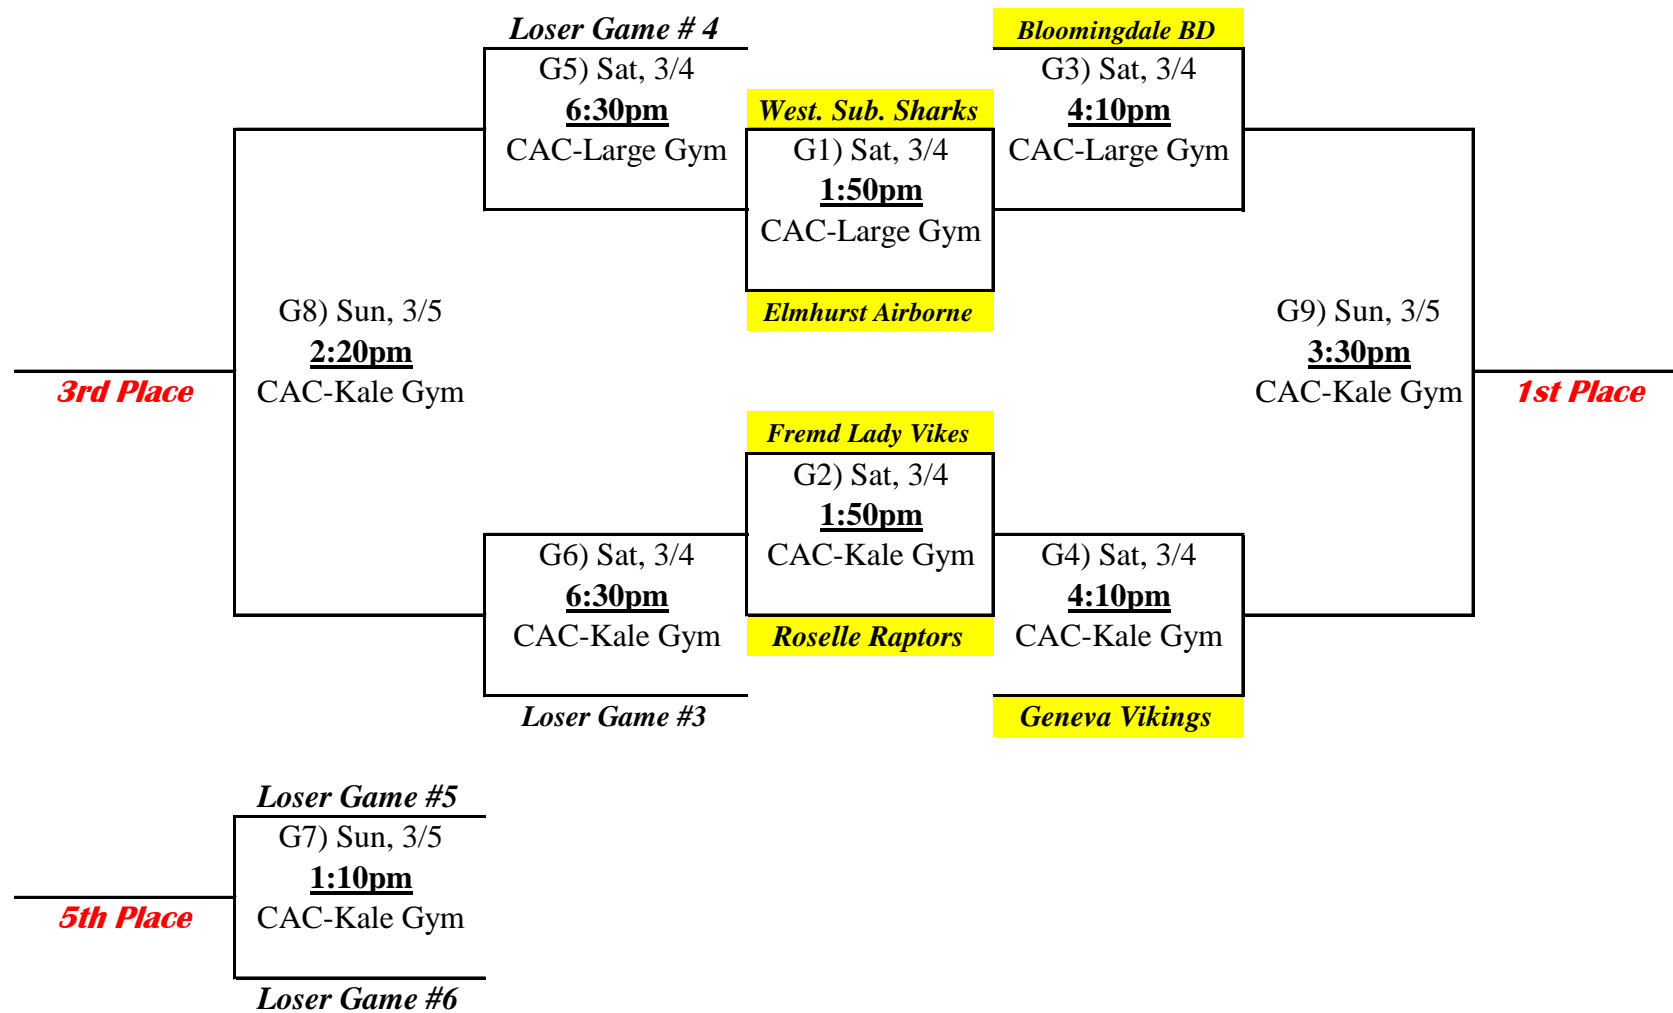 Loser Game # 4
G5) Sat, 3/4
6:30pm
CAC-Large Gym
Bloomingdale BD
G3) Sat, 3/4
4:10pm
CAC-Large Gym
West. Sub. Sharks
G1) Sat, 3/4
1:50pm
CAC-Large Gym
Elmhurst Airborne
G8) Sun, 3/5
2:20pm
CAC-Kale Gym
3rd Place
G9) Sun, 3/5
3:30pm
CAC-Kale Gym
1st Place
Fremd Lady Vikes
G2) Sat, 3/4
1:50pm
CAC-Kale Gym
Roselle Raptors
G6) Sat, 3/4
6:30pm
CAC-Kale Gym
Loser Game #3
G4) Sat, 3/4
4:10pm
CAC-Kale Gym
Geneva Vikings
Loser Game #5
G7) Sun, 3/5
1:10pm
CAC-Kale Gym
5th Place
Loser Game #6